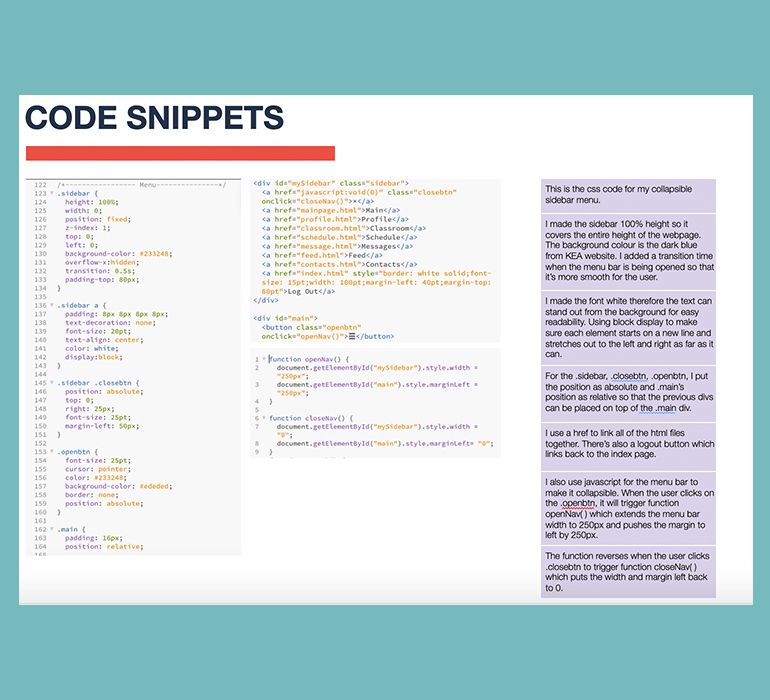 CODE SNIPPETS
122 /*------------------ Menu---------------*/
123 .sidebar {
124 height: 100%;
125 width: 0;
126 position: fixed;
127 z-index: 1;
128 top: 0;
129 left: 0;
130 background-color: #233248;
131 overflow-x:hidden;
132 transition: 0.5s;
133 padding-top: 80px;
134 }
135
136 .sidebar a {
137 padding: 8px 8px 8px 8px;
138 text-decoration: none;
139 font-size: 20pt;
140 text-align: center;
141 color: white;
142 display:block;
143 }
144
145 .sidebar .closebtn {
146 position: absolute;
147 top: 0;
148 right: 25px;
149 font-size: 25pt;
150 margin-left: 50px;
151 }
152
153 .openbtn {
154 font-size: 25pt;
155 cursor: pointer;
156 color: #233248;
157 background-color: #ededed;
158 border: none;
159 position: absolute;
160 }
161
162 .main {
163 padding: 16px;
164 position: relative;
165
<div id="mySidebar" class="sidebar">
<a href="javascript:void(0)" class="closebtn"
onclick="closeNav()">×</a>
<a href="mainpage.html">Main</a>
<a href="profile.html">Profile</a>
<a href="classroom.html">Classroom</a>
<a href="schedule.html">Schedule</a>
<a href="message.html">Messages</a>
<a href="feed.html">Feed</a>
<a href="contacts.html">Contacts</a>
<a href="index.html" style="border: white solid;font-
size: 15pt;width: 100pt;margin-left: 40pt;margin-top:
80pt">Log Out</a>
</div>
<div id="main">
<button class="openbtn"
onclick="openNav()">☰</button>
1 function openNav() {
2 document.getElementById("mySidebar").style.width =
"250px";
3 document.getElementById("main").style.marginLeft =
"250px";
4 }
5
6 function closeNav() {
7 document.getElementById("mySidebar").style.width =
"0";
8 document.getElementById("main").style.marginLeft= "0";
9 }
This is the css code for my collapsible
sidebar menu.
I made the sidebar 100% height so it
covers the entire height of the webpage.
The background colour is the dark blue
from KEA website. I added a transition time
when the menu bar is being opened so that
it's more smooth for the user.
I made the font white therefore the text can
stand out from the background for easy
readability. Using block display to make
sure each element starts on a new line and
stretches out to the left and right as far as it
can.
For the .sidebar, .closebtn, .openbtn, I put
the position as absolute and .main's
position as relative so that the previous divs
can be placed on top of the .main div.
I use a href to link all of the html files
together. There's also a logout button which
links back to the index page.
I also use javascript for the menu bar to
make it collapsible. When the user clicks on
the .openbtn, it will trigger function
openNav( ) which extends the menu bar
width to 250px and pushes the margin to
left by 250px.
The function reverses when the user clicks
.closebtn to trigger function closeNav( )
which puts the width and margin left back
to 0.